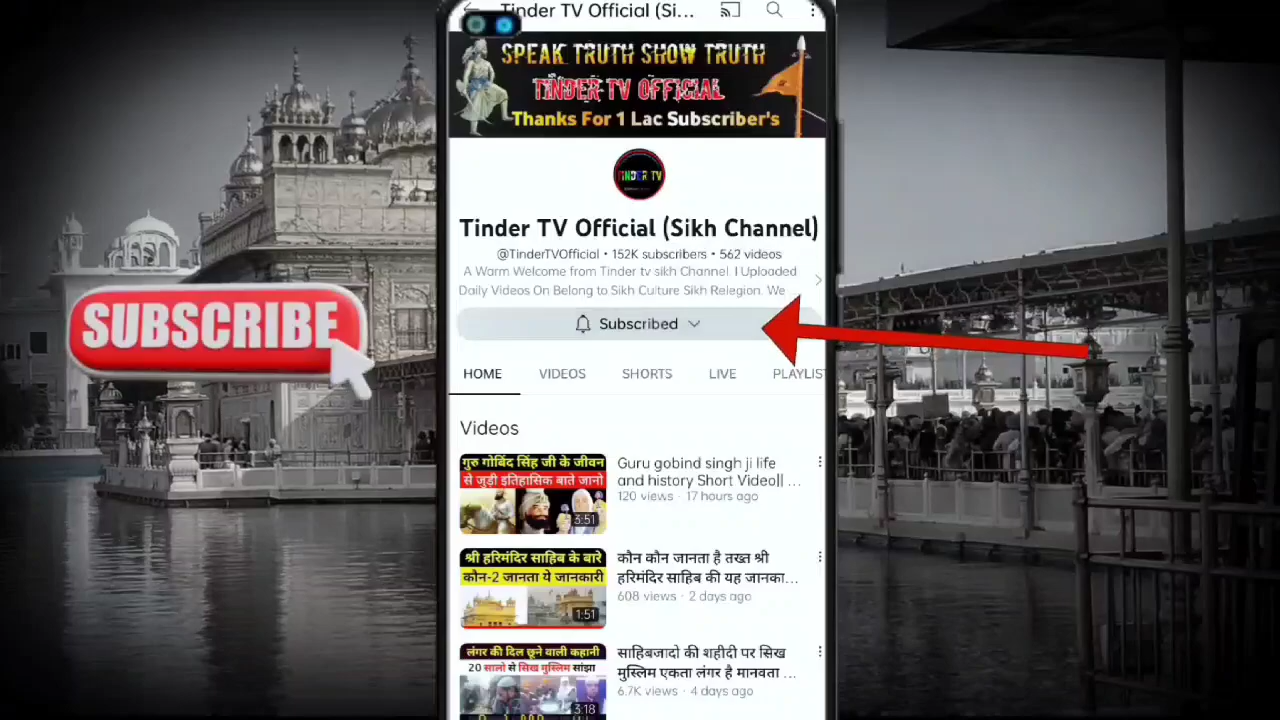 Tinder TV Official (Si...
SPEAK TRUTH SHOW TRUTH
TINDER TV OFFICIAL
Thanks For 1 Lac Subscriber's
TINDER TV
Tinder TV Official (Sikh Channel)
@TinderTVOfficial • 152K subscribers • 562 videos
A Warm Welcome from Tinder tv sikh Channel. I Uploaded
Daily Videos On Belong to Sikh Culture Sikh Relegion. We
SUBSCRIBE
Subscribed
HOME VIDEOS SHORTS LIVE PLAYLIST
Videos
गुरु गोबिंद सिंह जी के जीवन
से जुड़ी इतिहासिक बाते जानो
3:51
Guru gobind singh ji life
and history Short Video|| ...
120 views · 17 hours ago
श्री हरिमंदिर साहिब के बारे
कौन-2 जानता ये जानकारी
1:51
कौन कौन जानता है तख्त श्री
हरिमंदिर साहिब की यह जानका...
608 views · 2 days ago
लंगर की दिल छूने वाली कहानी
20 सालो से सिख मुस्लिम सांझा
3:18
साहिबजादो की शहीदी पर सिख
मुस्लिम एकता लंगर है मानवता ...
6.7K views · 4 days ago